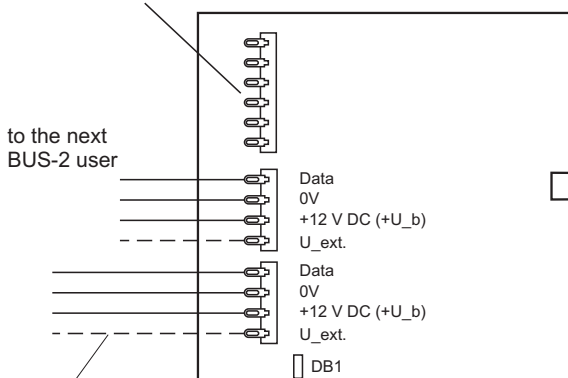 to the next
BUS-2 user
Data
0V
+12 V DC (+U_b)
U_ext.
Data
0V
+12 V DC (+U_b)
U_ext.
DB1